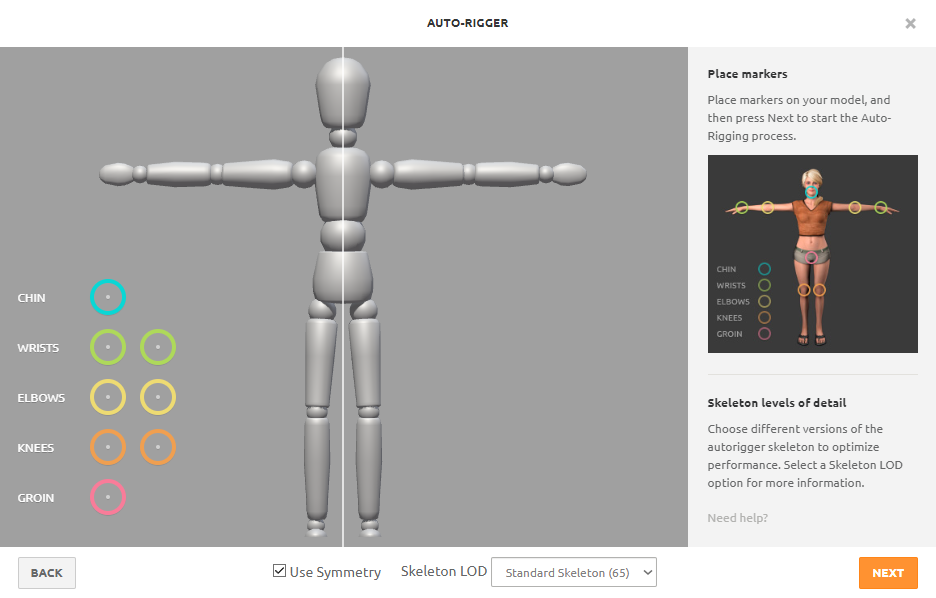 AUTO-RIGGER
×
Place markers
Place markers on your model, and
then press Next to start the Auto-
Rigging process.
CHIN
WRISTS
ELBOWS
KNEES
GROIN
CHIN
WRISTS
ELBOWS
KNEES
GROIN
Skeleton levels of detail
Choose different versions of the
autorigger skeleton to optimize
performance. Select a Skeleton LOD
option for more information.
Need help?
BACK
Use Symmetry
Skeleton LOD
Standard Skeleton (65)
NEXT